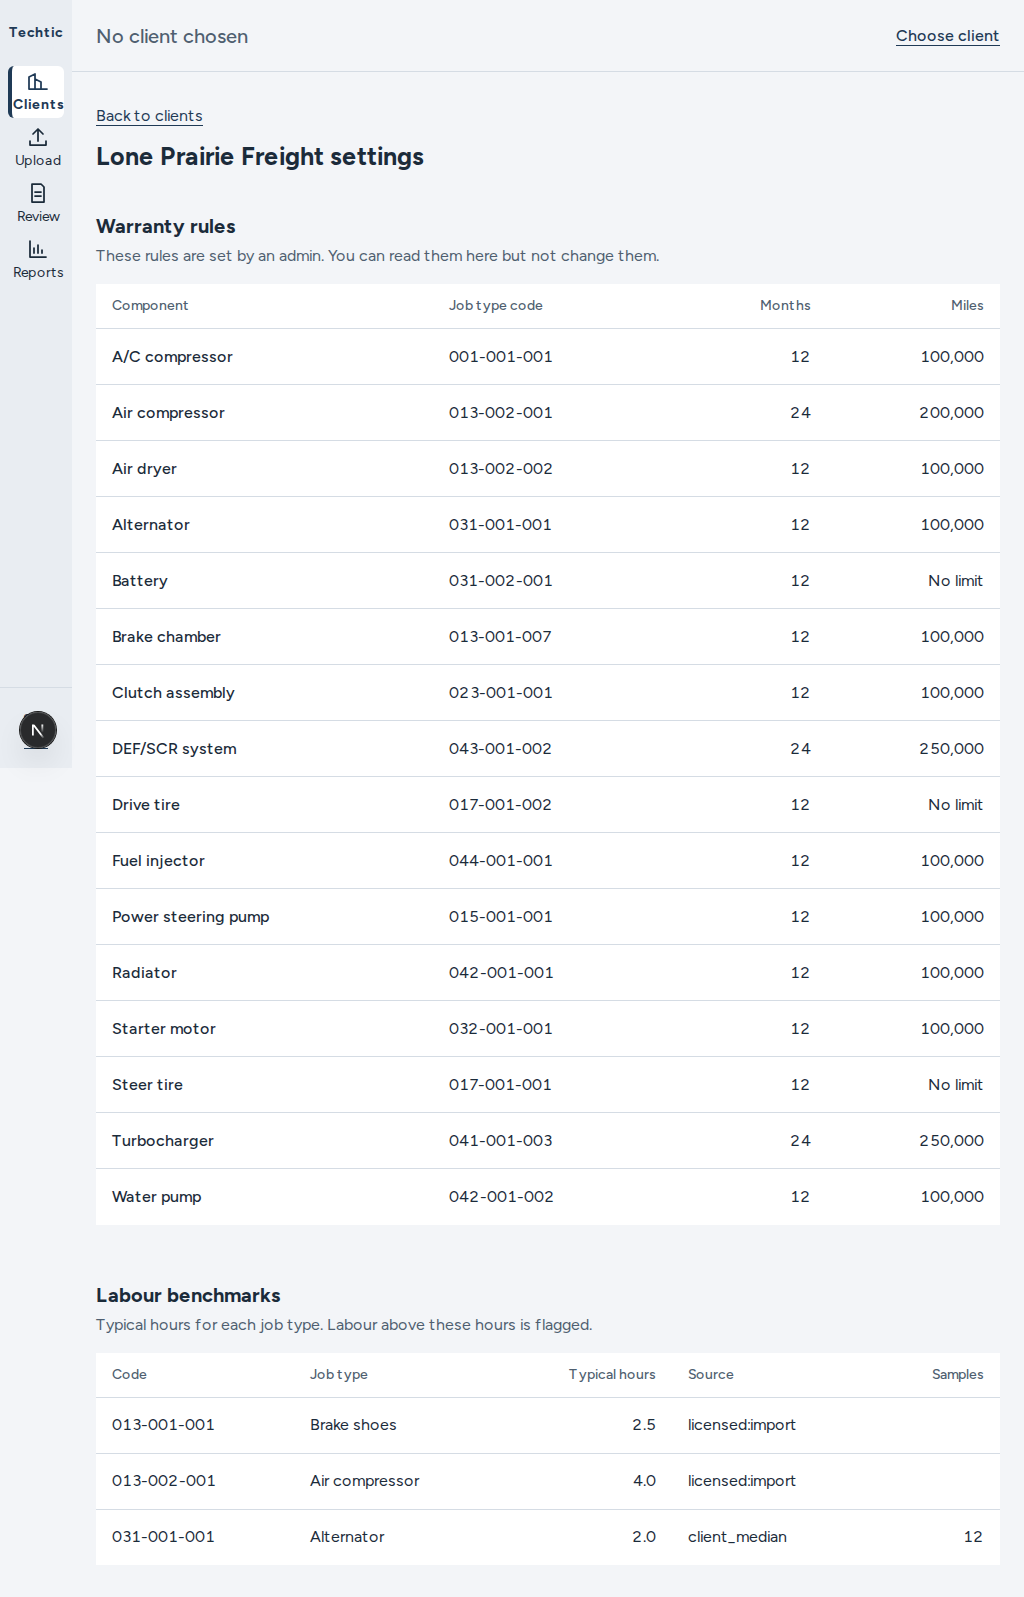 Techtic
Clients
Upload
Review
Reports
N
No client chosen
Choose client
Back to clients
Lone Prairie Freight settings
Warranty rules
These rules are set by an admin. You can read them here but not change them.
Component Job type code Months Miles
A/C compressor 001-001-001 12 100,000
Air compressor 013-002-001 24 200,000
Air dryer 013-002-002 12 100,000
Alternator 031-001-001 12 100,000
Battery 031-002-001 12 No limit
Brake chamber 013-001-007 12 100,000
Clutch assembly 023-001-001 12 100,000
DEF/SCR system 043-001-002 24 250,000
Drive tire 017-001-002 12 No limit
Fuel injector 044-001-001 12 100,000
Power steering pump 015-001-001 12 100,000
Radiator 042-001-001 12 100,000
Starter motor 032-001-001 12 100,000
Steer tire 017-001-001 12 No limit
Turbocharger 041-001-003 24 250,000
Water pump 042-001-002 12 100,000
Labour benchmarks
Typical hours for each job type. Labour above these hours is flagged.
Code Job type Typical hours Source Samples
013-001-001 Brake shoes 2.5 licensed:import
013-002-001 Air compressor 4.0 licensed:import
031-001-001 Alternator 2.0 client_median 12